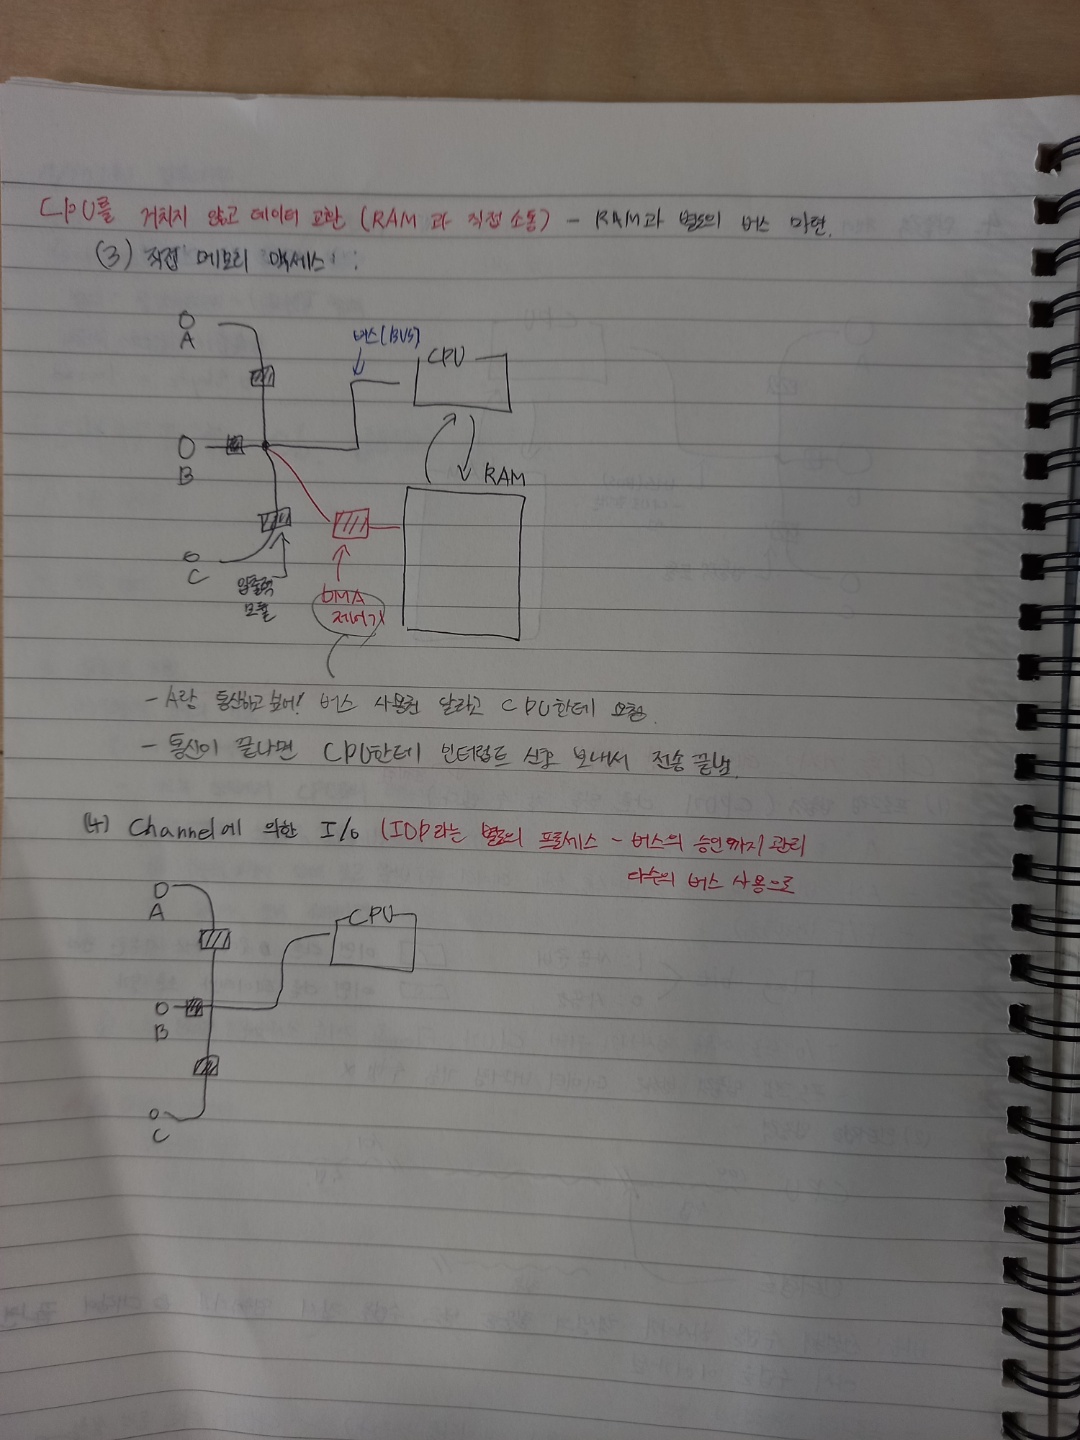 CPU를 거치지 않고 데이터 교환 (RAM 과 직접 소통) - RAM과 별도의 버스 마련.
(3) 직접 메모리 액세스 :
A
버스(BUS)
CPU
B
RAM
C
입출력
모듈
DMA
제어기
- A랑 통신하고 싶어! 버스 사용권 달라고 CPU한테 요청.
- 통신이 끝나면 CPU한테 인터럽트 신호 보내서 전송 끝냄.
(4) Channel에 의한 I/O (IOP라는 별도의 프로세스 - 버스의 승인까지 관리
다수의 버스 사용으로
A
CPU
B
C